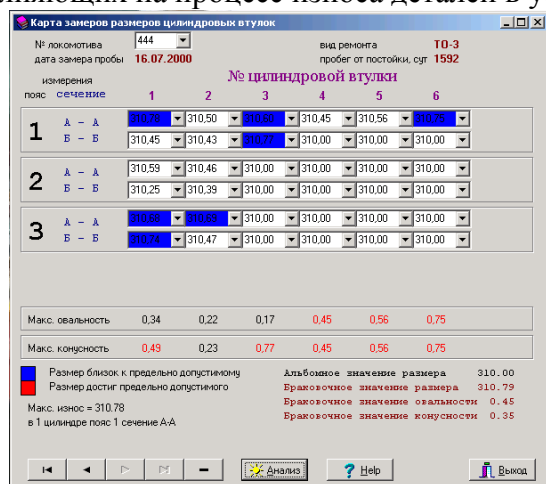 ияющих на процессе износа деталей в у
Карта замеров размеров цилиндровых втулок
№ локомотива 444 вид ремонта ТО-3
дата замера пробы 16.07.2000 пробег от постойки, сут 1592
измерения № цилиндровой втулки
пояс сечение 1 2 3 4 5 6
1 А - А 310,78 310,50 310,60 310,45 310,56 310,75
Б - Б 310,45 310,43 310,77 310,00 310,00 310,00
2 А - А 310,59 310,46 310,00 310,00 310,00 310,00
Б - Б 310,25 310,39 310,00 310,00 310,00 310,00
3 А - А 310,68 310,69 310,00 310,00 310,00 310,00
Б - Б 310,74 310,47 310,00 310,00 310,00 310,00
Макс. овальность 0,34 0,22 0,17 0,45 0,56 0,75
Макс. конусность 0,49 0,23 0,77 0,45 0,56 0,75
Размер близок к предельно допустимому Альбомное значение размера 310.00
Размер достиг предельно допустимого Браковочное значение размера 310.79
Браковочное значение овальности 0.45
Макс. износ = 310.78 Браковочное значение конусности 0.35
в 1 цилиндре пояс 1 сечение А-А
Анализ Help Выход